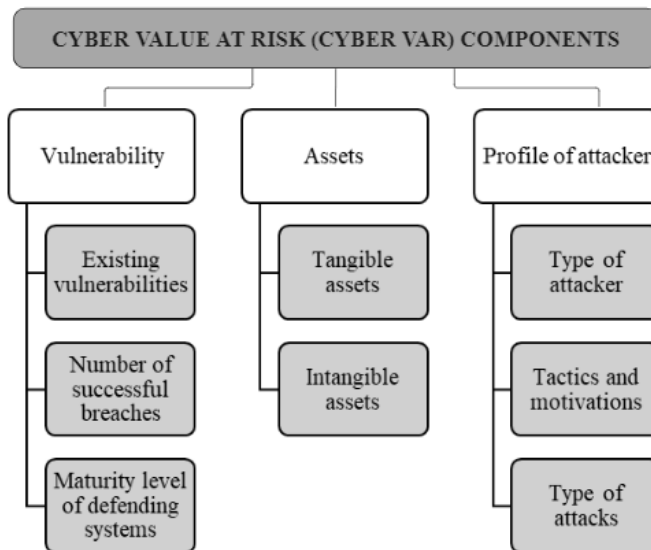 CYBER VALUE AT RISK (CYBER VAR) COMPONENTS
Vulnerability
Existing
vulnerabilities
Number of
successful
breaches
Maturity level
of defending
systems
Assets
Tangible
assets
Intangible
assets
Profile of attacker
Type of
attacker
Tactics and
motivations
Type of
attacks